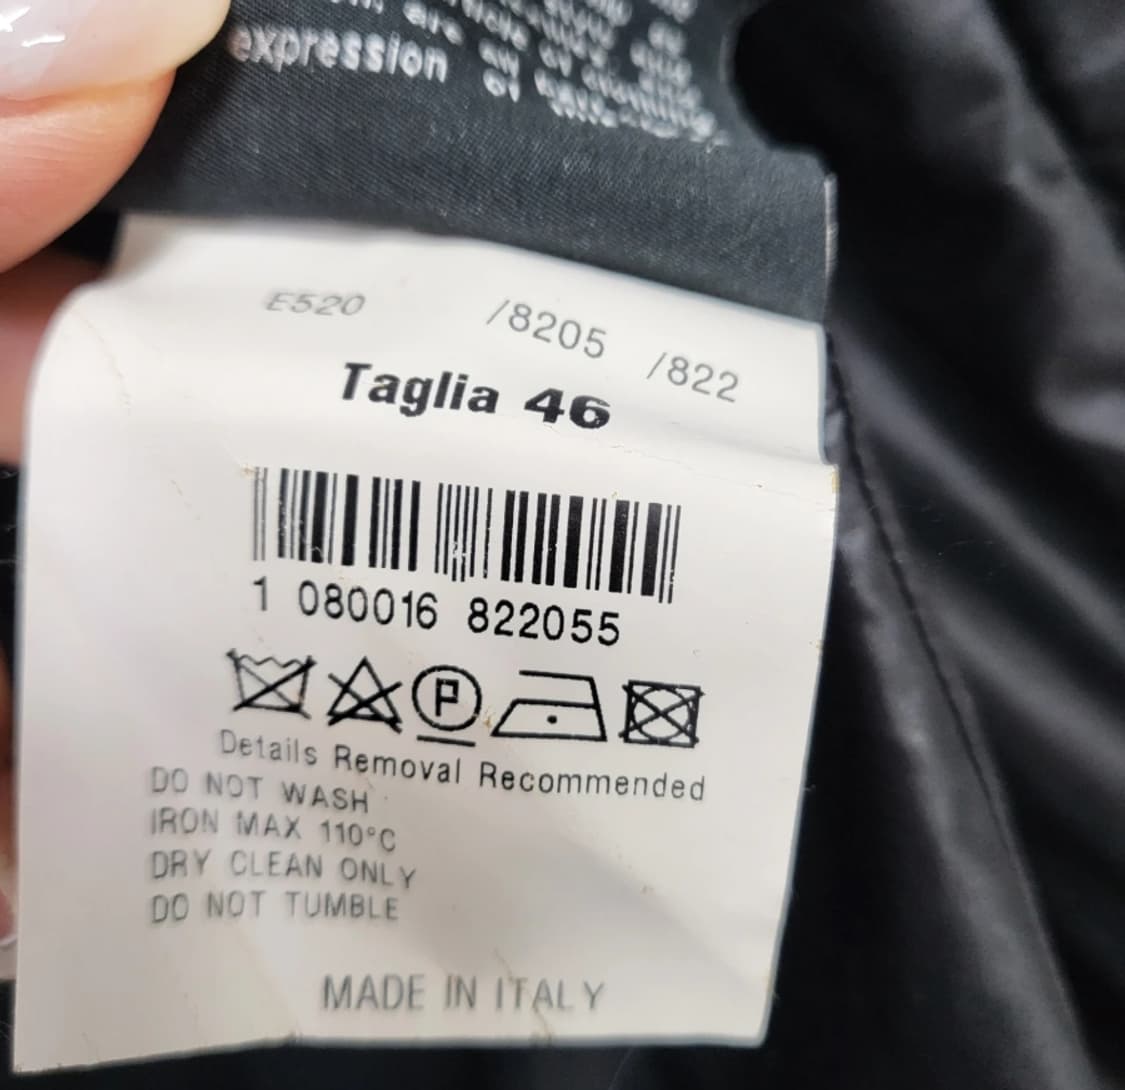 expression
E520 /8205 /822
Taglia 46
1 080016 822055
P
Details Removal Recommended
DO NOT WASH
IRON MAX 110°C
DRY CLEAN ONLY
DO NOT TUMBLE
MADE IN ITALY